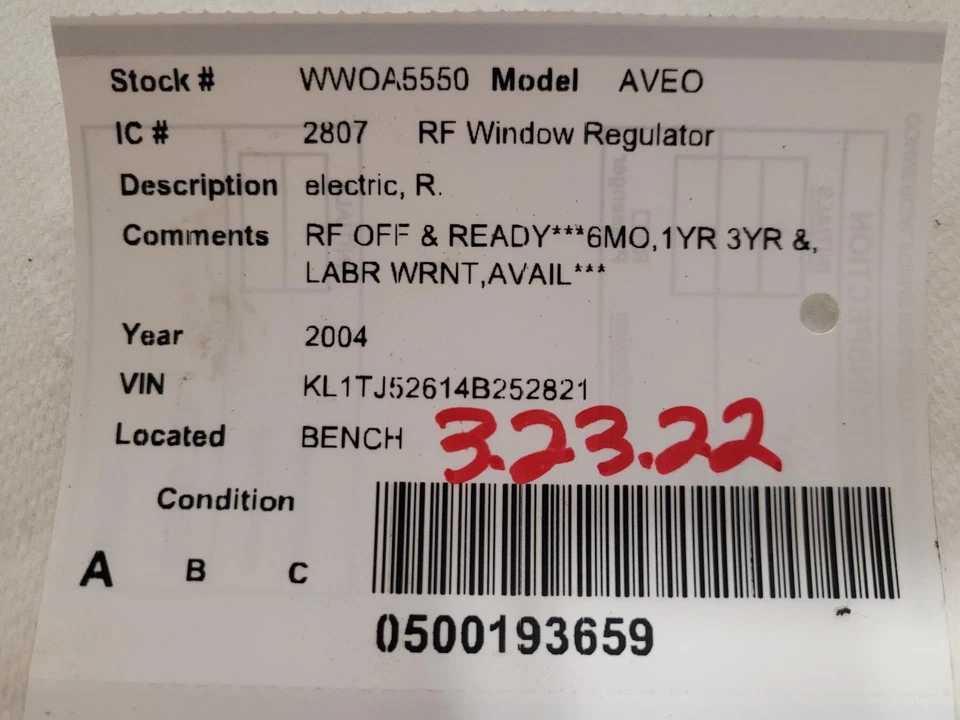 Stock # WWOA5550 Model AVEO
IC # 2807 RF Window Regulator
Description electric, R.
Comments RF OFF & READY***6MO,1YR 3YR &,
LABR WRNT,AVAIL***
Year 2004
VIN KL1TJ52614B252821
Located BENCH 3.23.22
Condition
A B C
0500193659